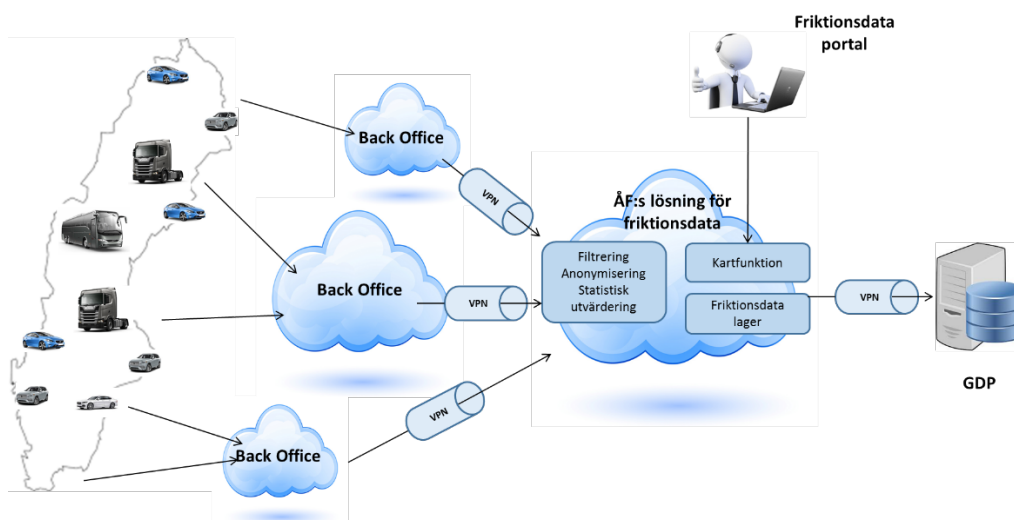 Friktionsdata
portal
Back Office
VPN
ÅF:s lösning för
friktionsdata
Filtrering
Anonymisering
Statistisk
utvärdering
Kartfunktion
Friktionsdata
lager
Back Office
VPN
VPN
GDP
VPN
Back Office